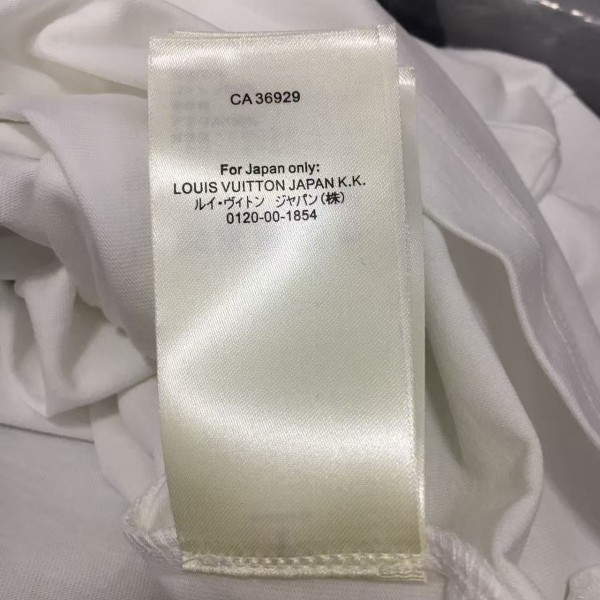 CA 36929
For Japan only:
LOUIS VUITTON JAPAN K.K.
ルイ・ヴィトン ジャパン(株)
0120-00-1854